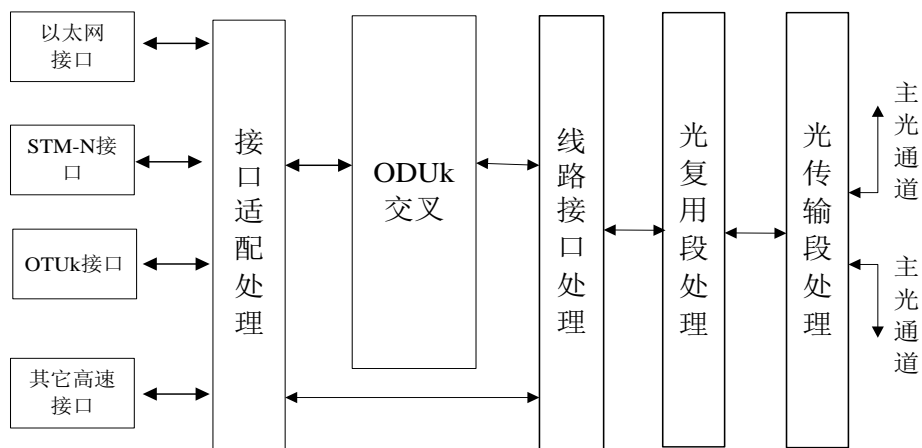 以太网
接口
STM-N接
口
OTUk接口
其它高速
接口
接口适配处理
ODUk
交叉
线路接口处理
光复用段处理
光传输段处理
主光通道
主光通道